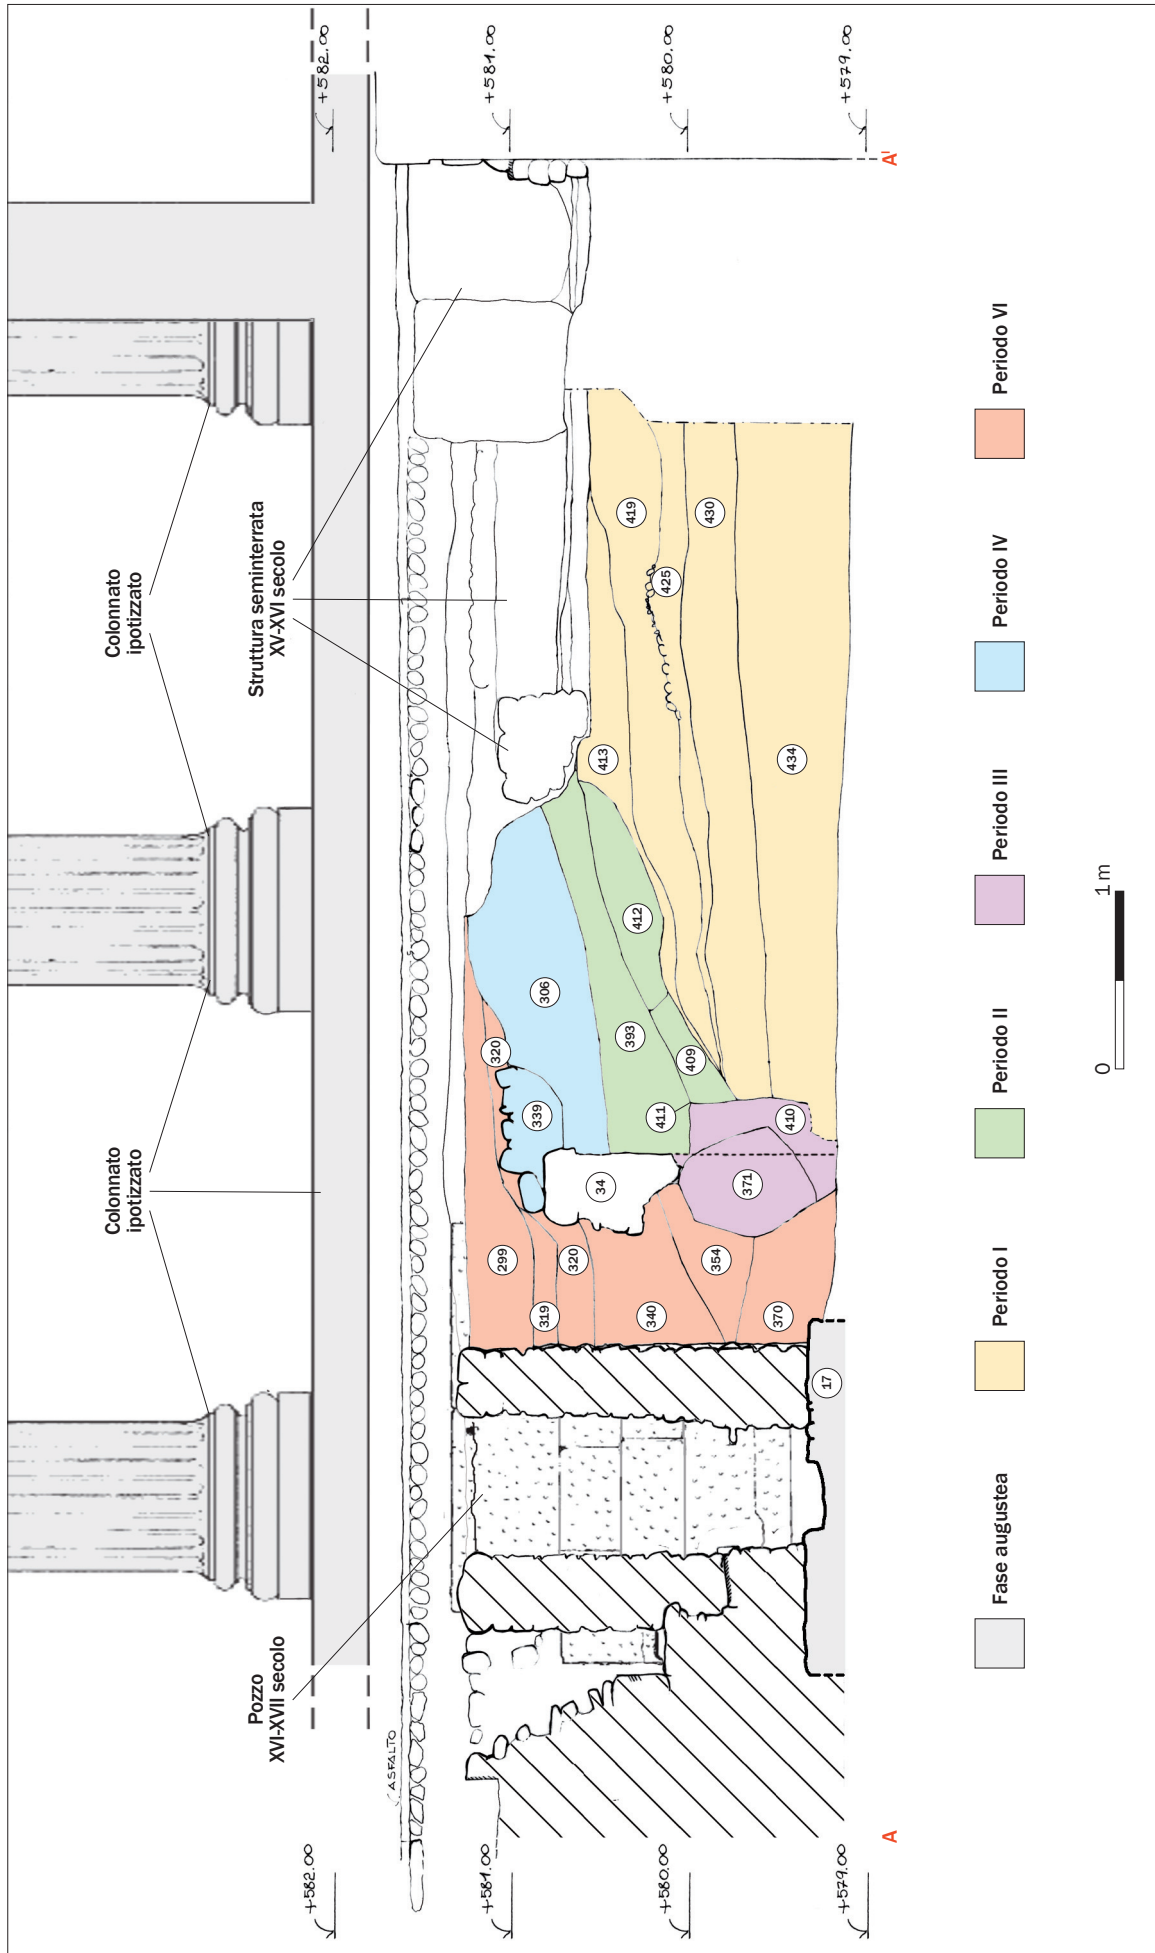 Colonnato
ipotizzato
Colonnato
ipotizzato
Pozzo
XVI-XVII secolo
Struttura seminterrata
XV-XVI secolo
+582.00
+582.00
ASFALTO
+581.00
+581.00
+580.00
+580.00
+579.00
+579.00
299
320
319
339
306
320
34
340
393
412
413
419
411
354
409
425
371
430
370
410
434
17
A
A'
0
1 m
Fase augustea
Periodo I
Periodo II
Periodo III
Periodo IV
Periodo VI